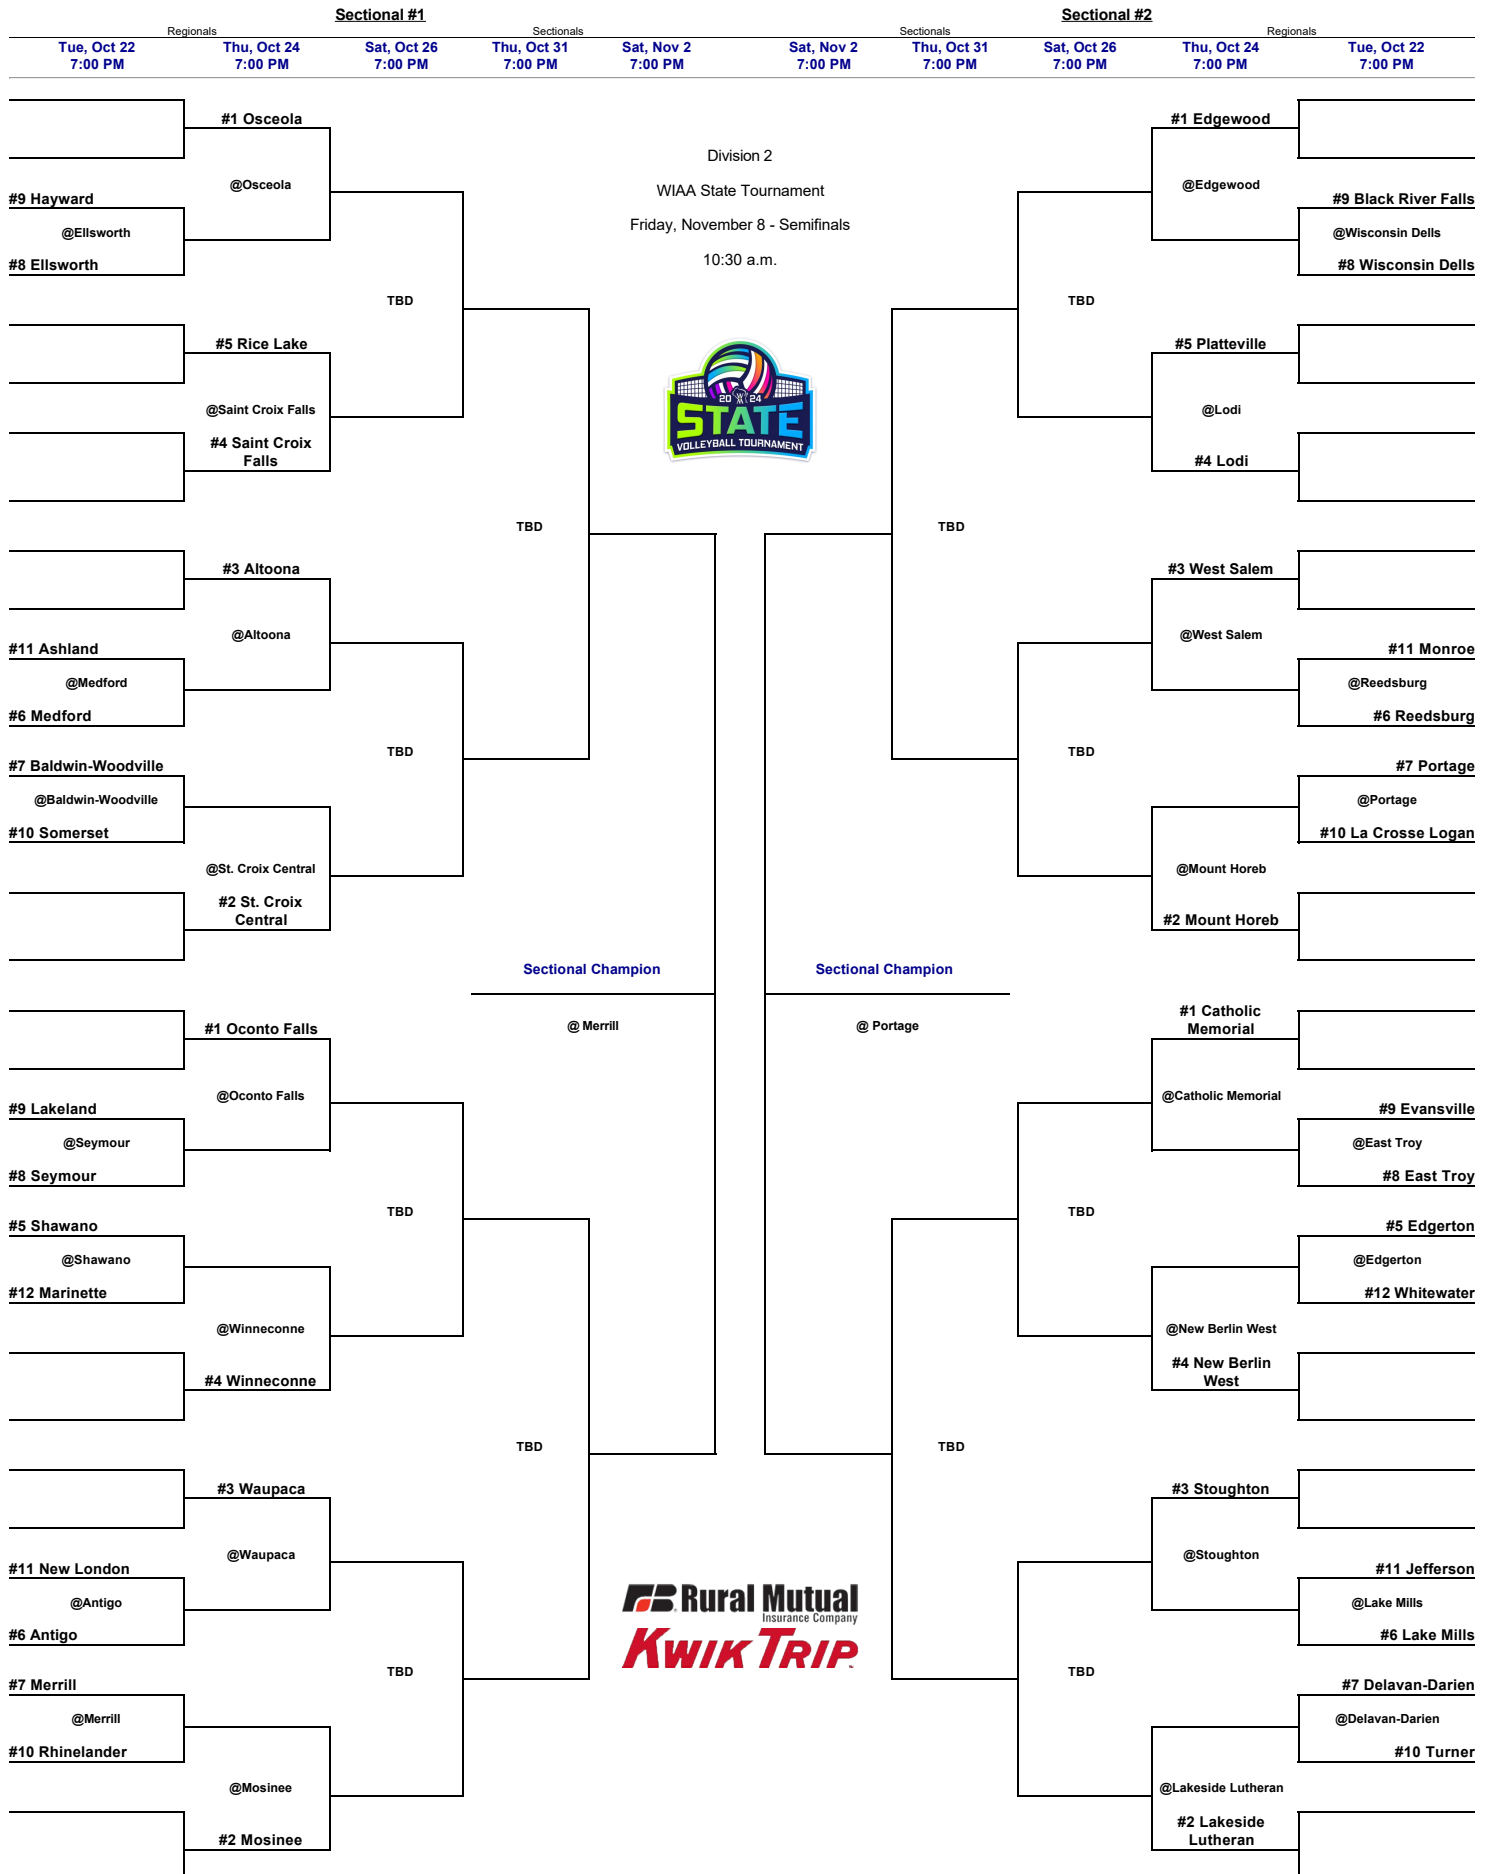 Sectional #1
Sectional #2
Regionals
Sectionals
Sectionals
Regionals
Tue, Oct 22
7:00 PM
Thu, Oct 24
7:00 PM
Sat, Oct 26
7:00 PM
Thu, Oct 31
7:00 PM
Sat, Nov 2
7:00 PM
Sat, Nov 2
7:00 PM
Thu, Oct 31
7:00 PM
Sat, Oct 26
7:00 PM
Thu, Oct 24
7:00 PM
Tue, Oct 22
7:00 PM
#1 Osceola
@Osceola
#9 Hayward
@Ellsworth
#8 Ellsworth
TBD
#5 Rice Lake
@Saint Croix Falls
#4 Saint Croix
Falls
TBD
#3 Altoona
@Altoona
#11 Ashland
@Medford
#6 Medford
TBD
#7 Baldwin-Woodville
@Baldwin-Woodville
#10 Somerset
@St. Croix Central
#2 St. Croix
Central
Division 2
WIAA State Tournament
Friday, November 8 - Semifinals
10:30 a.m.
20 24
STATE
VOLLEYBALL TOURNAMENT
#1 Edgewood
@Edgewood
#9 Black River Falls
@Wisconsin Dells
#8 Wisconsin Dells
TBD
#5 Platteville
@Lodi
#4 Lodi
TBD
#3 West Salem
@West Salem
#11 Monroe
@Reedsburg
#6 Reedsburg
TBD
#7 Portage
@Portage
#10 La Crosse Logan
@Mount Horeb
#2 Mount Horeb
Sectional Champion
@ Merrill
Sectional Champion
@ Portage
#1 Oconto Falls
@Oconto Falls
#9 Lakeland
@Seymour
#8 Seymour
TBD
#5 Shawano
@Shawano
#12 Marinette
@Winneconne
#4 Winneconne
TBD
#3 Waupaca
@Waupaca
#11 New London
@Antigo
#6 Antigo
TBD
#7 Merrill
@Merrill
#10 Rhinelander
@Mosinee
#2 Mosinee
#1 Catholic
Memorial
@Catholic Memorial
#9 Evansville
@East Troy
#8 East Troy
TBD
#5 Edgerton
@Edgerton
#12 Whitewater
@New Berlin West
#4 New Berlin
West
TBD
#3 Stoughton
@Stoughton
#11 Jefferson
@Lake Mills
#6 Lake Mills
TBD
#7 Delavan-Darien
@Delavan-Darien
#10 Turner
@Lakeside Lutheran
#2 Lakeside
Lutheran
Rural Mutual
Insurance Company
KWIK TRIP